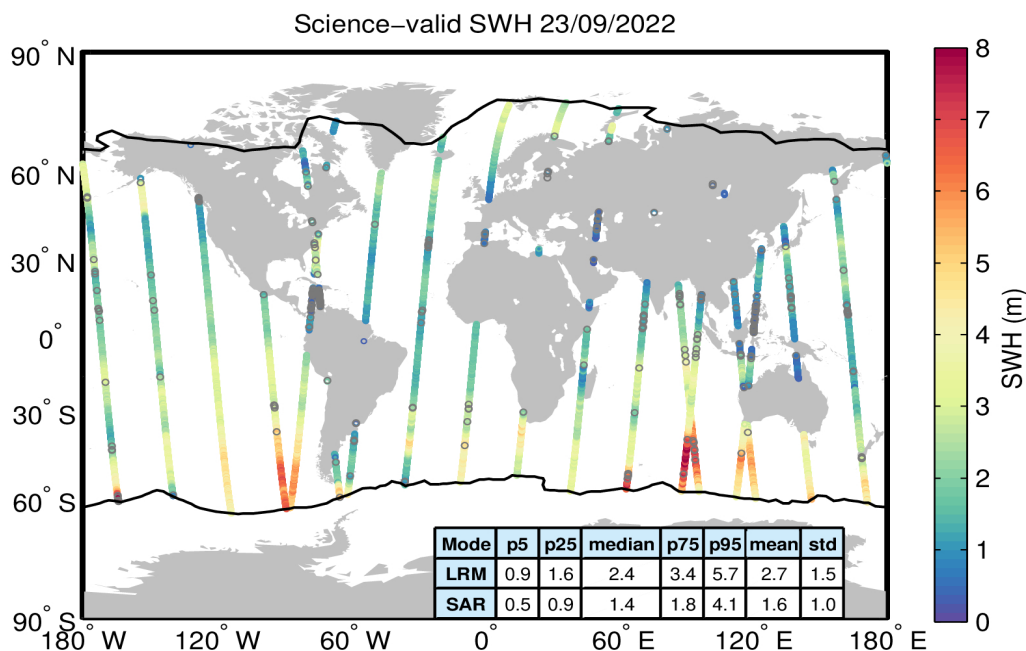 Science−valid SWH 23/09/2022
90° N
60° N
30° N
0°
30° S
60° S
90° S
180° W
120° W
60° W
0°
60° E
120° E
180° E
8
7
6
5
4
3
2
1
0
SWH (m)
Mode p5 p25 median p75 p95 mean std
LRM 0.9 1.6 2.4 3.4 5.7 2.7 1.5
SAR 0.5 0.9 1.4 1.8 4.1 1.6 1.0